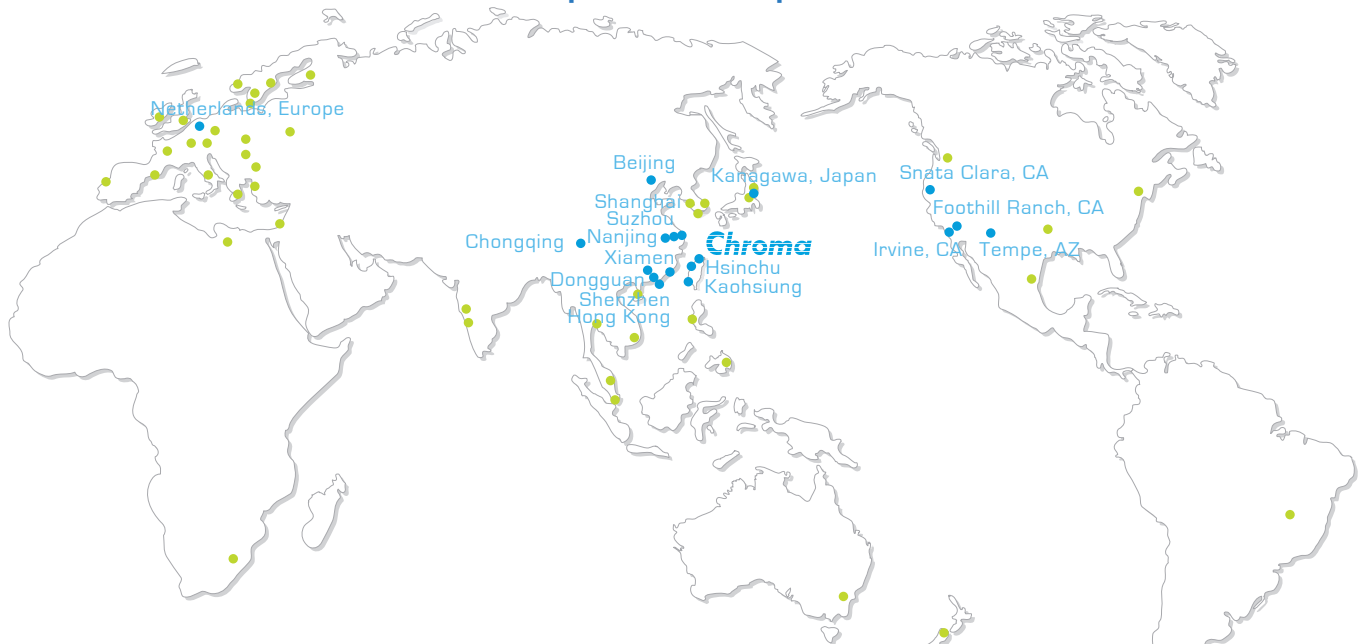 Netherlands, Europe
Beijing
Kanagawa, Japan
Snata Clara, CA
Shanghai
Suzhou
Foothill Ranch, CA
Chongqing
Nanjing
Chroma
Irvine, CA
Tempe, AZ
Xiamen
Hsinchu
Dongguan
Kaohsiung
Shenzhen
Hong Kong